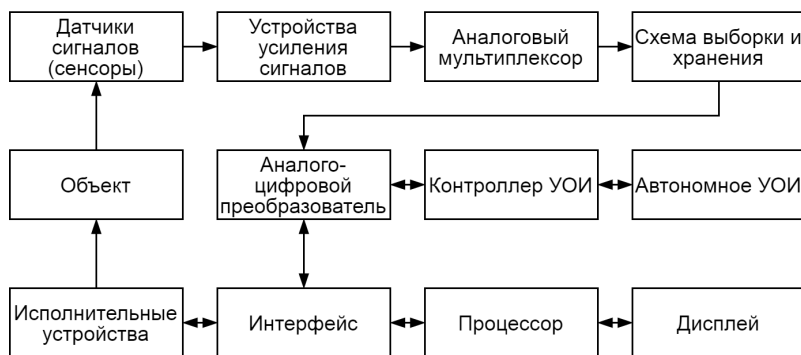 Датчики
сигналов
(сенсоры)
Устройства
усиления
сигналов
Аналоговый
мультиплексор
Схема выборки и
хранения
Объект
Аналого-
цифровой
преобразователь
Контроллер УОИ
Автономное УОИ
Исполнительные
устройства
Интерфейс
Процессор
Дисплей